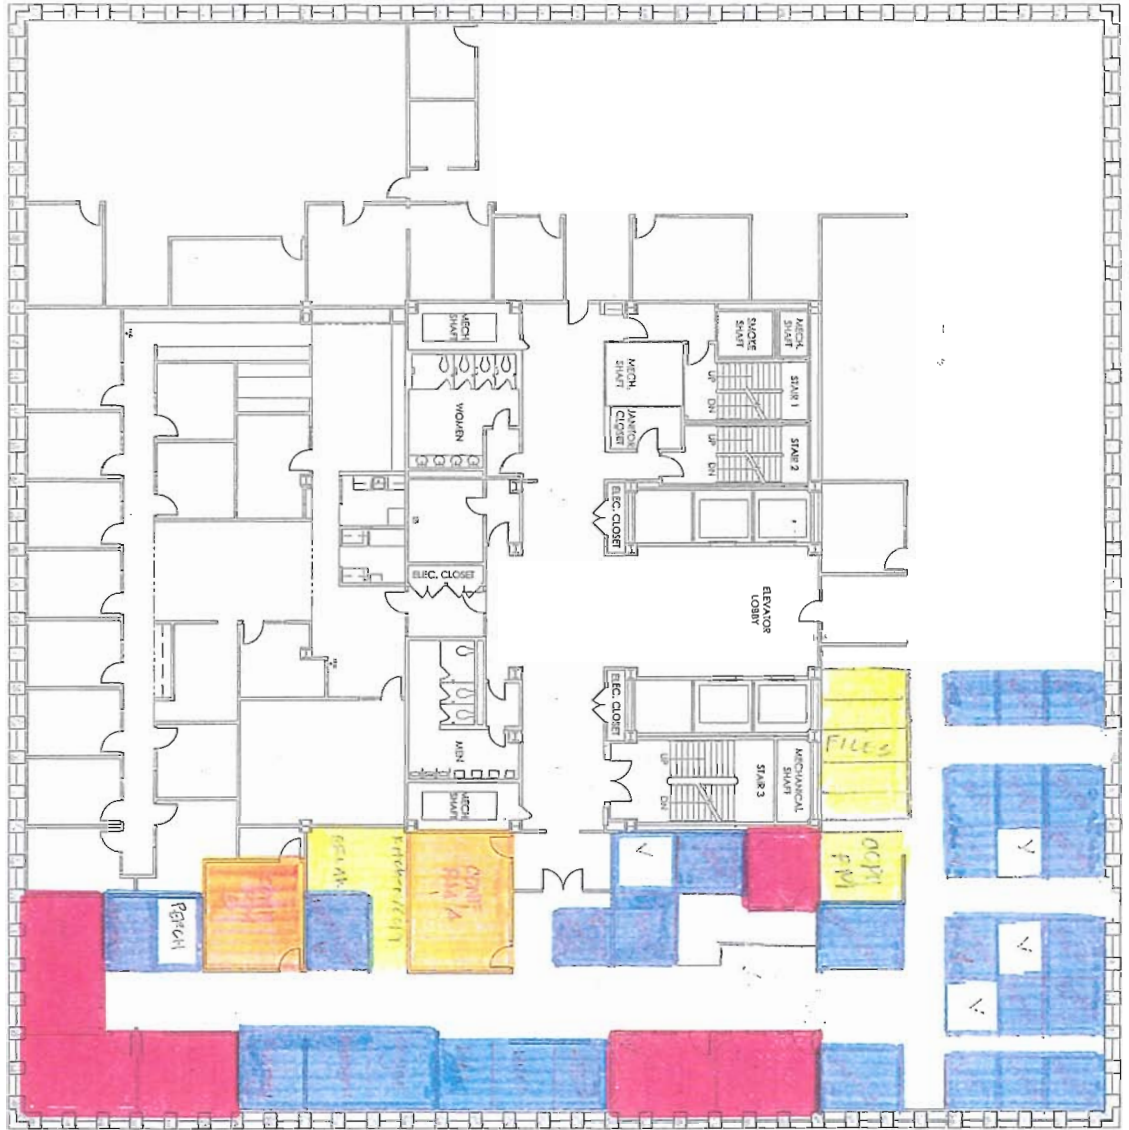 MECH.
SHAFT
SMOKE
SHAFT
MECH.
SHAFT
MECH.
SHAFT
UP
DN
STAIR 1
WOMEN
JANITOR
CLOSET
UP
DN
STAIR 2
ELEC. CLOSET
ELEC. CLOSET
ELEVATOR
LOBBY
ELEC. CLOSET
MEN
UP
DN
STAIR 3
MECHANICAL
SHAFT
FILES
MECH
SHAFT
V
V
PERCH
CONF
RM A
V
V